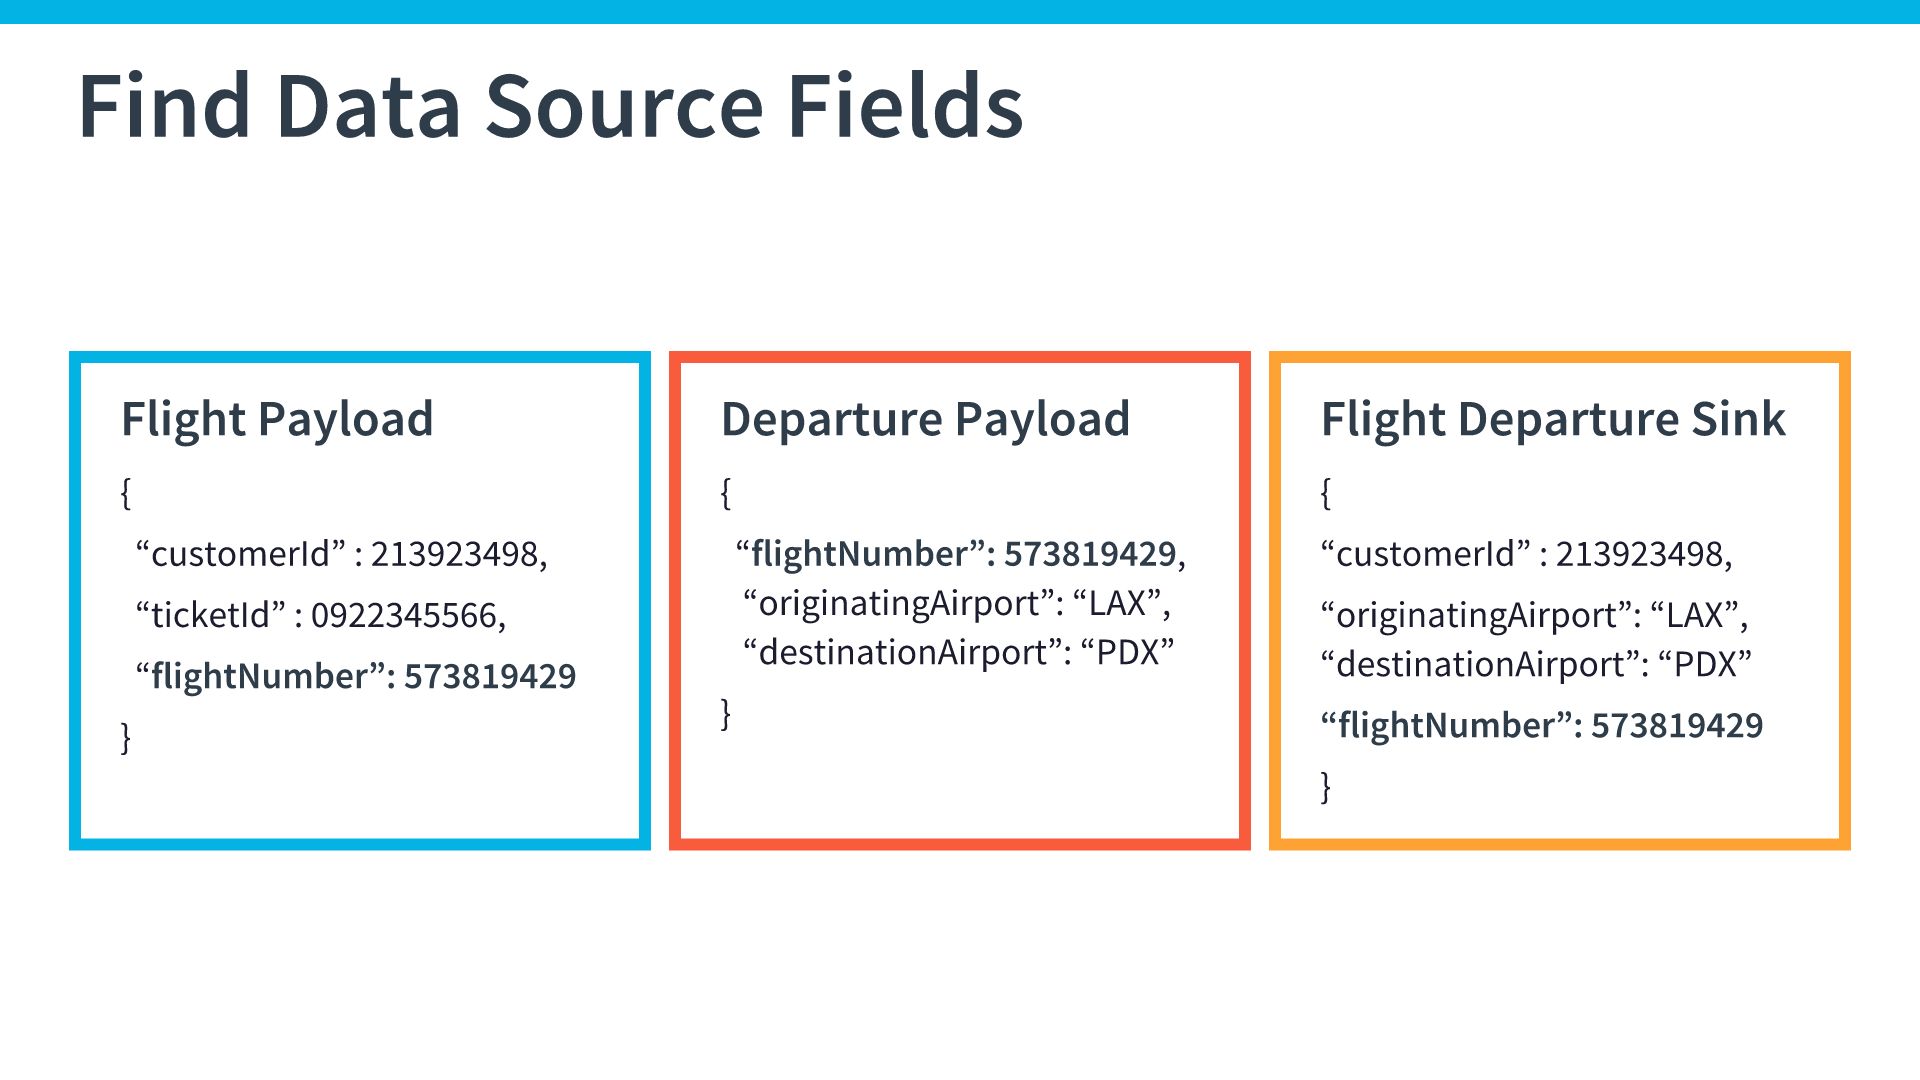 Find Data Source Fields
Flight Payload
{
“customerId” : 213923498,
“ticketId” : 0922345566,
“flightNumber”: 573819429
}
Departure Payload
{
“flightNumber”: 573819429,
“originatingAirport”: “LAX”,
“destinationAirport”: “PDX”
}
Flight Departure Sink
{
“customerId” : 213923498,
“originatingAirport”: “LAX”,
“destinationAirport”: “PDX”
“flightNumber”: 573819429
}